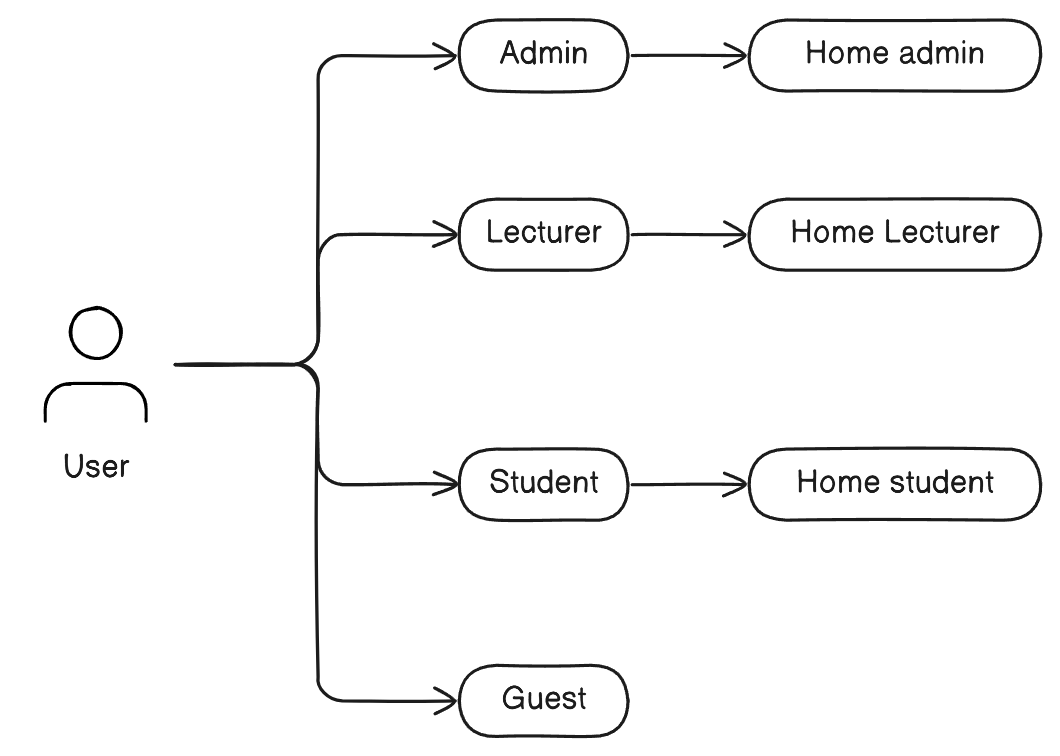 Admin
Home admin
Lecturer
Home Lecturer
User
Student
Home student
Guest